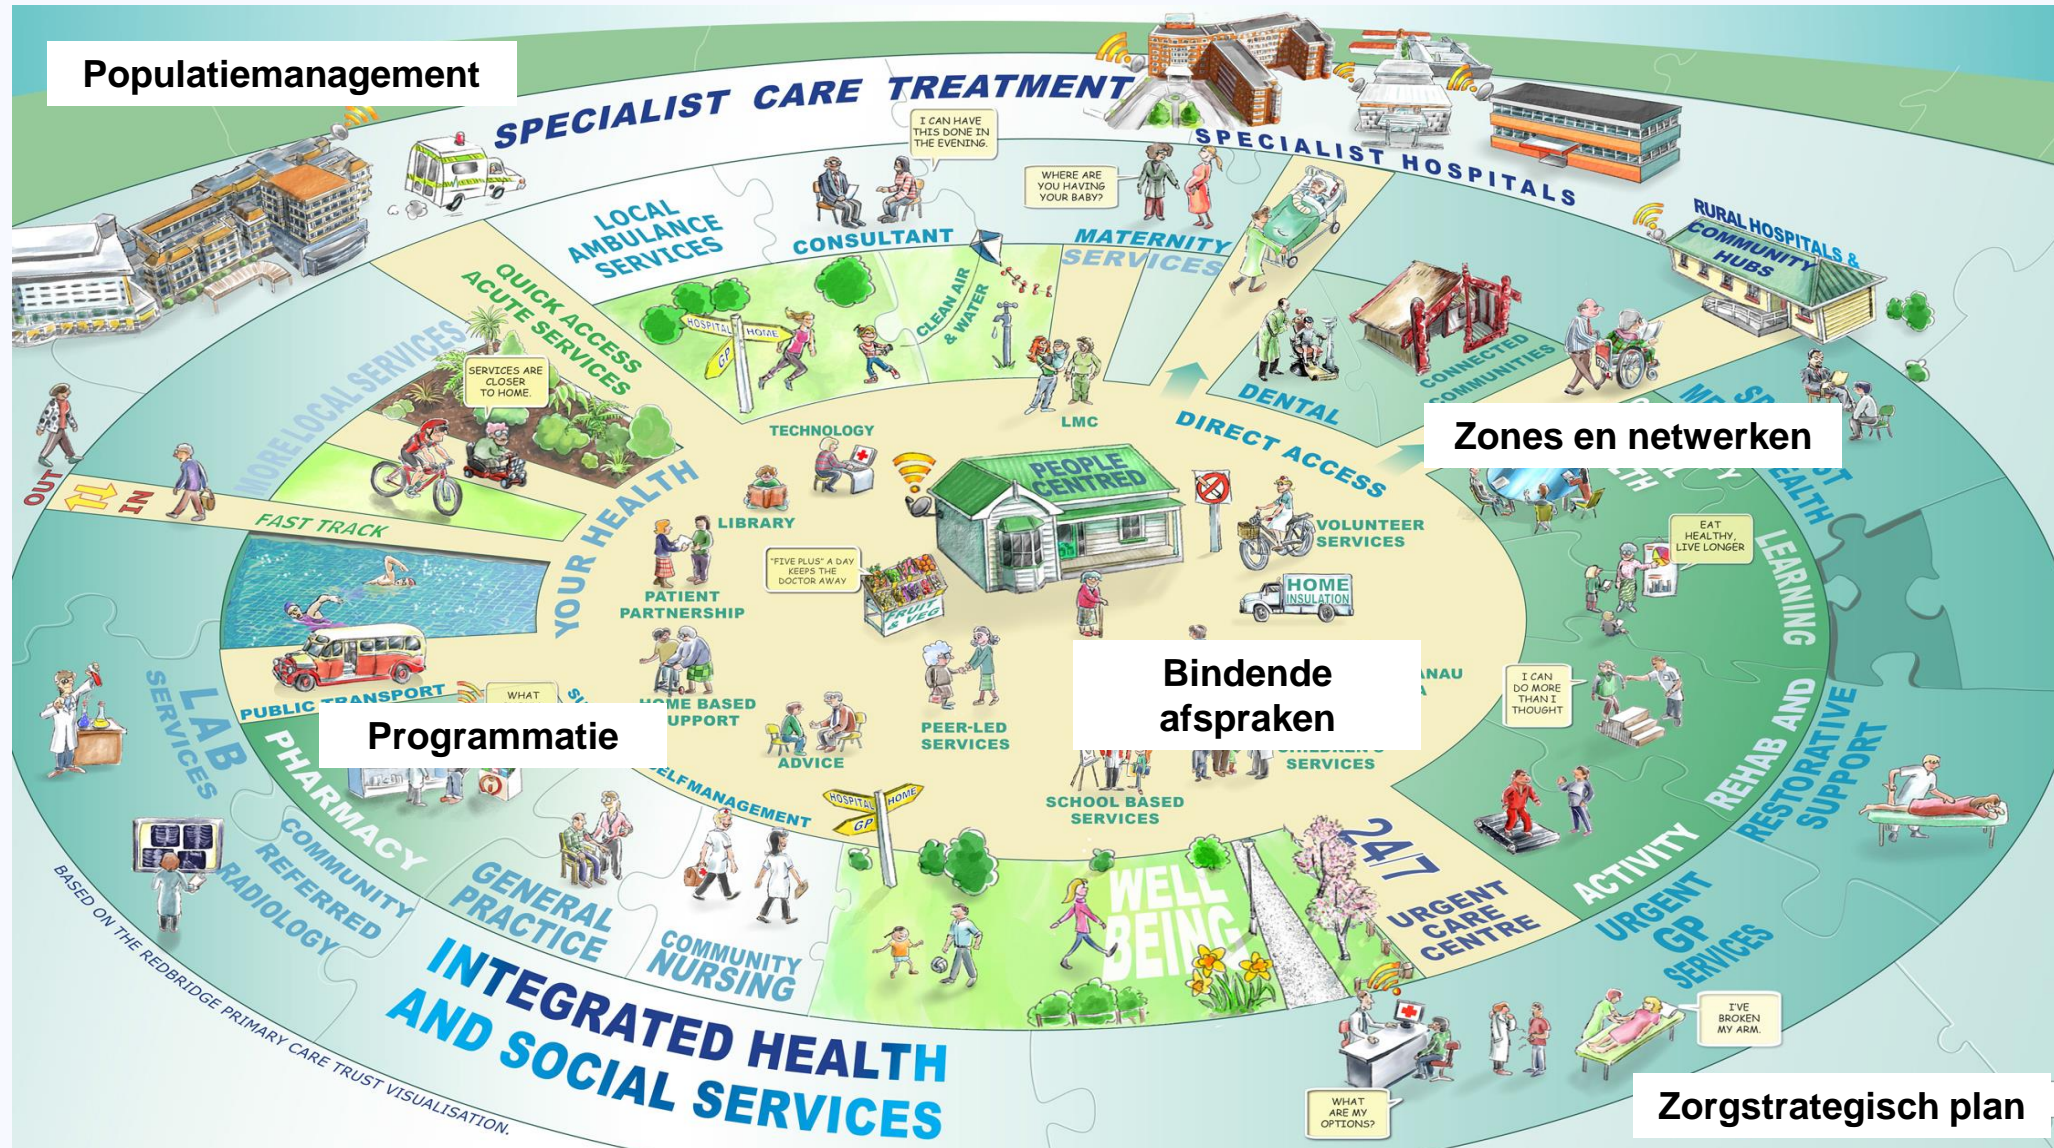 Populatiemanagement
SPECIALIST CARE TREATMENT
SPECIALIST HOSPITALS
I CAN HAVE
THIS DONE IN
THE EVENING.
WHERE ARE
YOU HAVING
YOUR BABY?
LOCAL
AMBULANCE
SERVICES
CONSULTANT
MATERNITY
SERVICES
RURAL HOSPITALS &
COMMUNITY
HUBS
QUICK ACCESS
ACUTE SERVICES
CLEAN AIR
& WATER
HOSPITAL
HOME
GP
MORE LOCAL SERVICES
SERVICES ARE
CLOSER
TO HOME.
CONNECTED
COMMUNITIES
DENTAL
DIRECT ACCESS
LMC
TECHNOLOGY
Zones en netwerken
OUT
IN
FAST TRACK
YOUR HEALTH
LIBRARY
PEOPLE
CENTRED
VOLUNTEER
SERVICES
EAT
HEALTHY,
LIVE LONGER
LEARNING
"FIVE PLUS" A DAY
KEEPS THE
DOCTOR AWAY
FRUIT
& VEG
HOME
INSULATION
PATIENT
PARTNERSHIP
Bindende
afspraken
I CAN
DO MORE
THAN I
THOUGHT
PUBLIC TRANSPORT
WHAT
Programmatie
PEER-LED
SERVICES
ADVICE
SERVICES
SCHOOL BASED
SERVICES
LAB
SERVICES
PHARMACY
HOSPITAL
HOME
GP
REHAB AND
ACTIVITY
RESTORATIVE
SUPPORT
COMMUNITY
REFERRED
RADIOLOGY
GENERAL
PRACTICE
COMMUNITY
NURSING
WELL
BEING
24/7
URGENT
CARE
CENTRE
URGENT
GP
SERVICES
INTEGRATED HEALTH
AND SOCIAL SERVICES
BASED ON THE REDBRIDGE PRIMARY CARE TRUST VISUALISATION.
I'VE
BROKEN
MY ARM.
WHAT
ARE MY
OPTIONS?
Zorgstrategisch plan